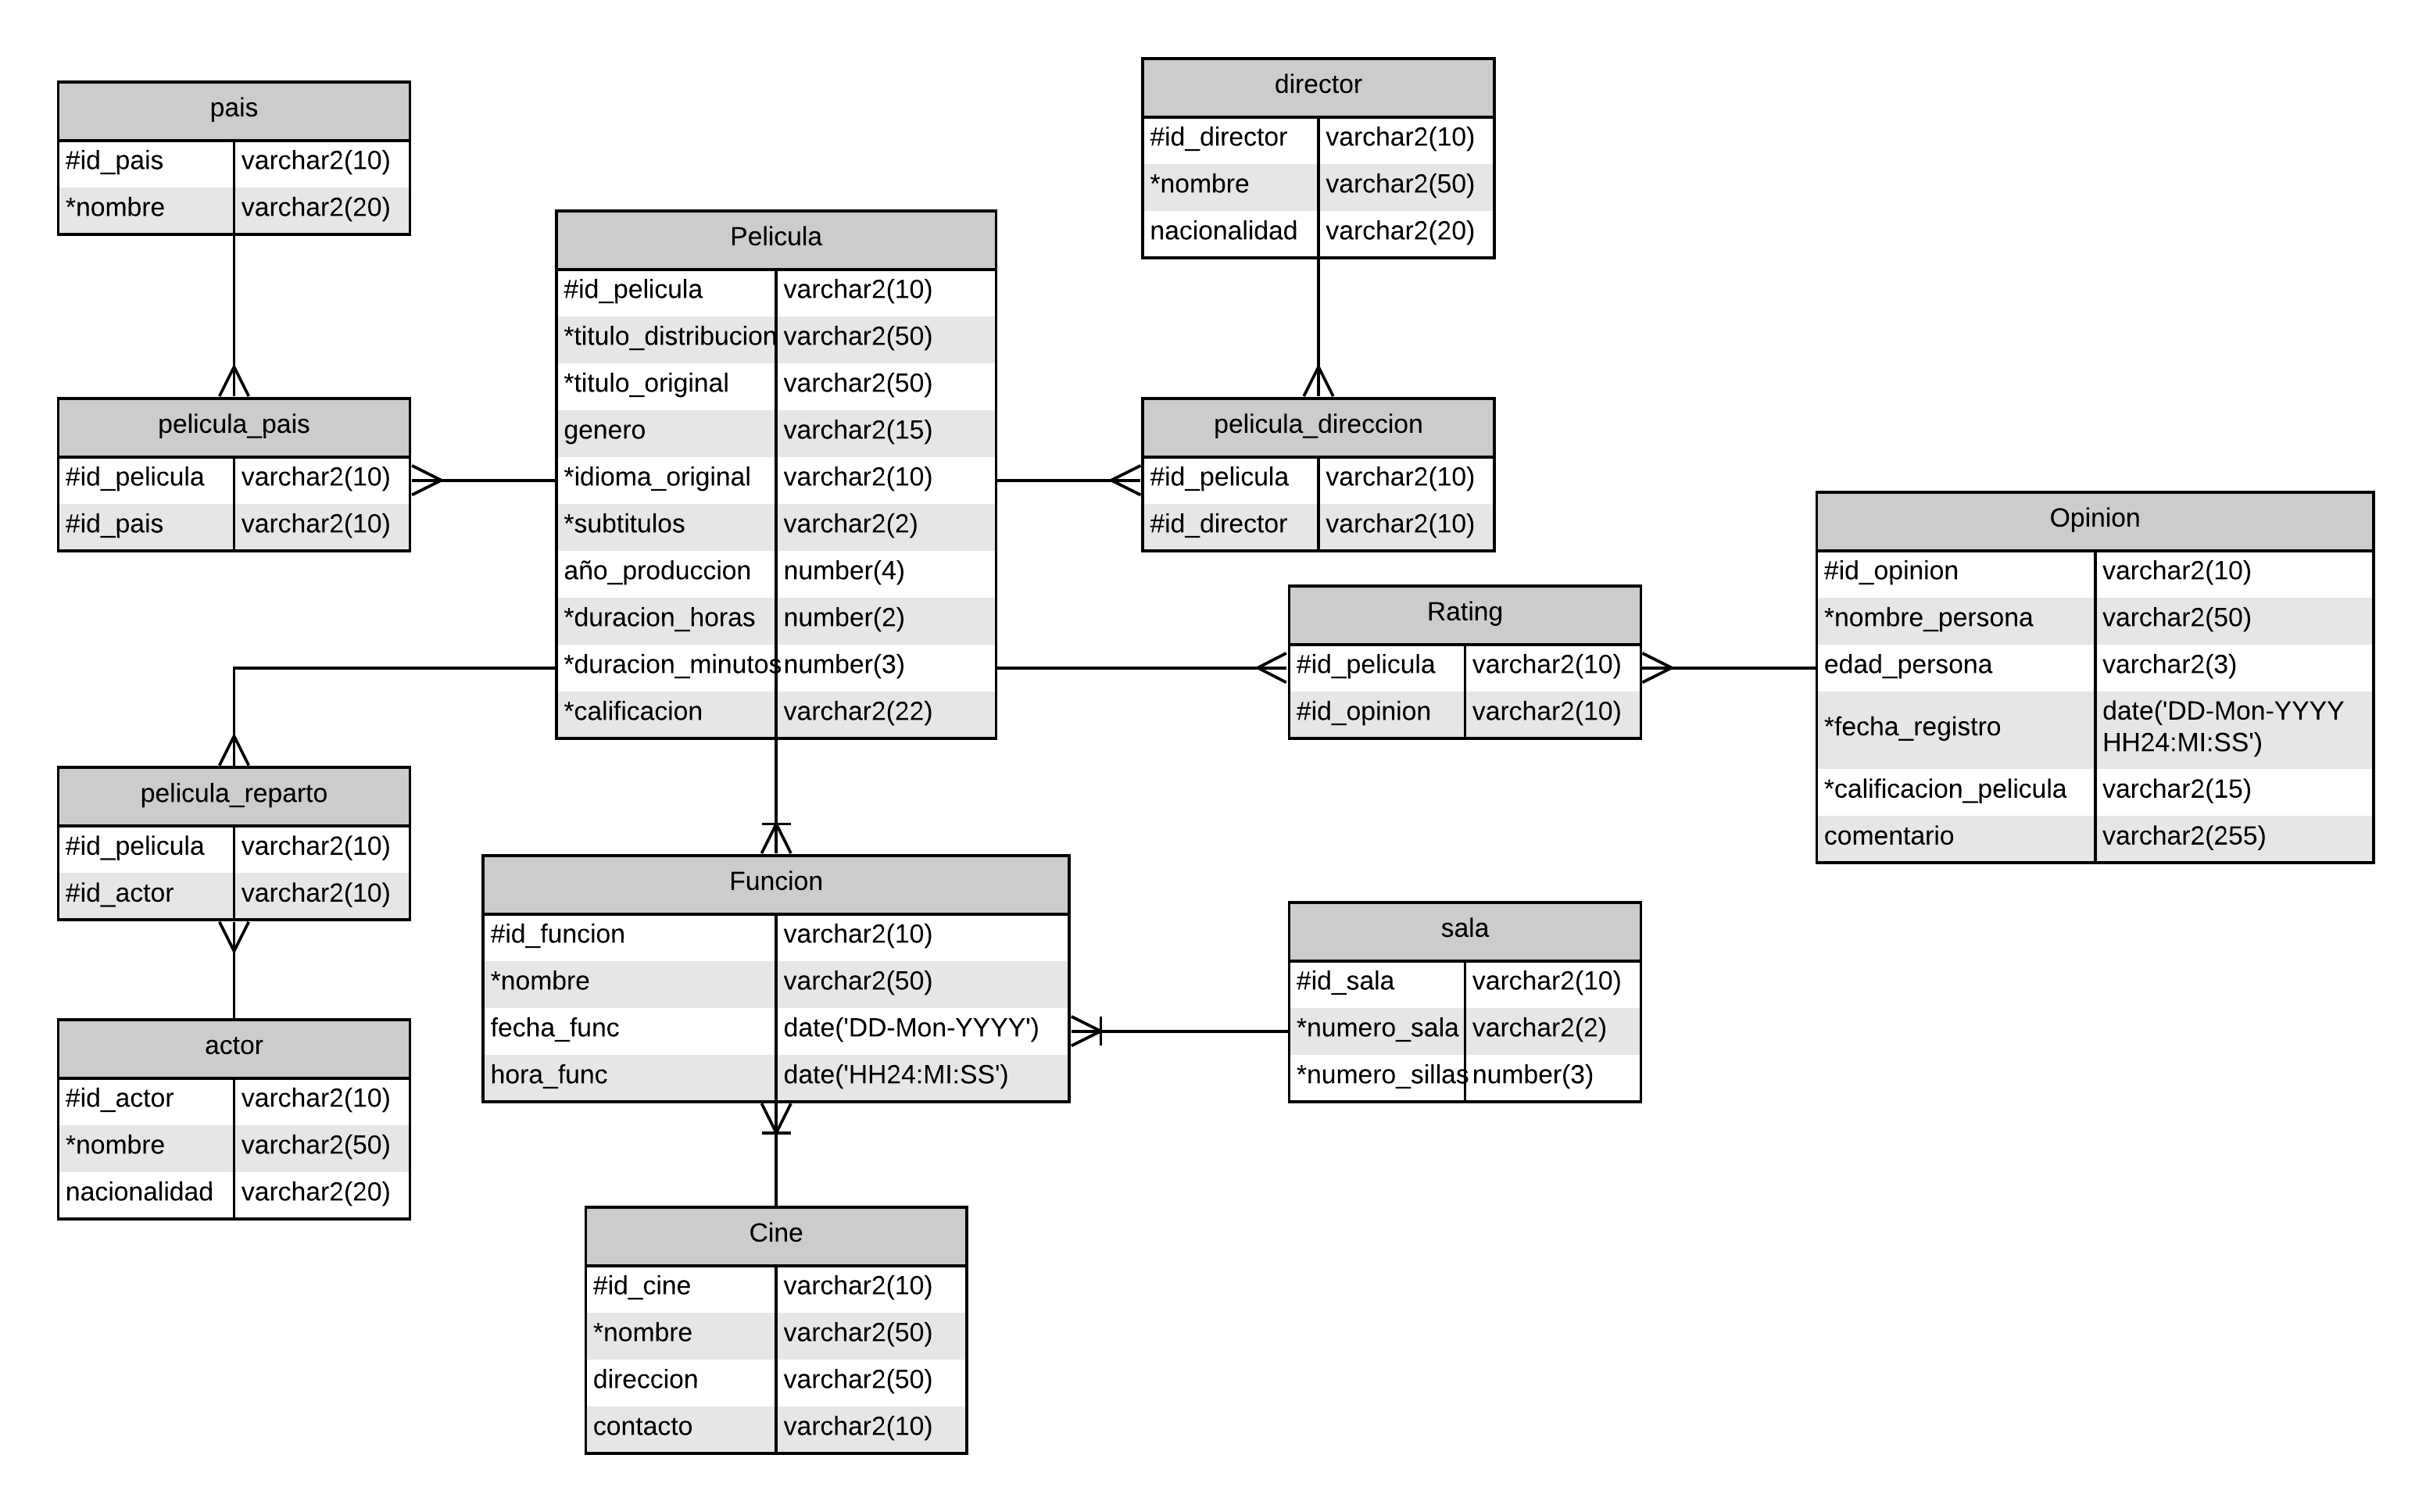 pais
#id_pais varchar2(10)
*nombre varchar2(20)
director
#id_director varchar2(10)
*nombre varchar2(50)
nacionalidad varchar2(20)
Pelicula
#id_pelicula varchar2(10)
*titulo_distribucion varchar2(50)
*titulo_original varchar2(50)
genero varchar2(15)
*idioma_original varchar2(10)
*subtitulos varchar2(2)
año_produccion number(4)
*duracion_horas number(2)
*duracion_minutos number(3)
*calificacion varchar2(22)
pelicula_pais
#id_pelicula varchar2(10)
#id_pais varchar2(10)
pelicula_direccion
#id_pelicula varchar2(10)
#id_director varchar2(10)
Opinion
#id_opinion varchar2(10)
*nombre_persona varchar2(50)
edad_persona varchar2(3)
*fecha_registro date('DD-Mon-YYYY
HH24:MI:SS')
*calificacion_pelicula varchar2(15)
comentario varchar2(255)
Rating
#id_pelicula varchar2(10)
#id_opinion varchar2(10)
pelicula_reparto
#id_pelicula varchar2(10)
#id_actor varchar2(10)
Funcion
#id_funcion varchar2(10)
*nombre varchar2(50)
fecha_func date('DD-Mon-YYYY')
hora_func date('HH24:MI:SS')
sala
#id_sala varchar2(10)
*numero_sala varchar2(2)
*numero_sillas number(3)
actor
#id_actor varchar2(10)
*nombre varchar2(50)
nacionalidad varchar2(20)
Cine
#id_cine varchar2(10)
*nombre varchar2(50)
direccion varchar2(50)
contacto varchar2(10)